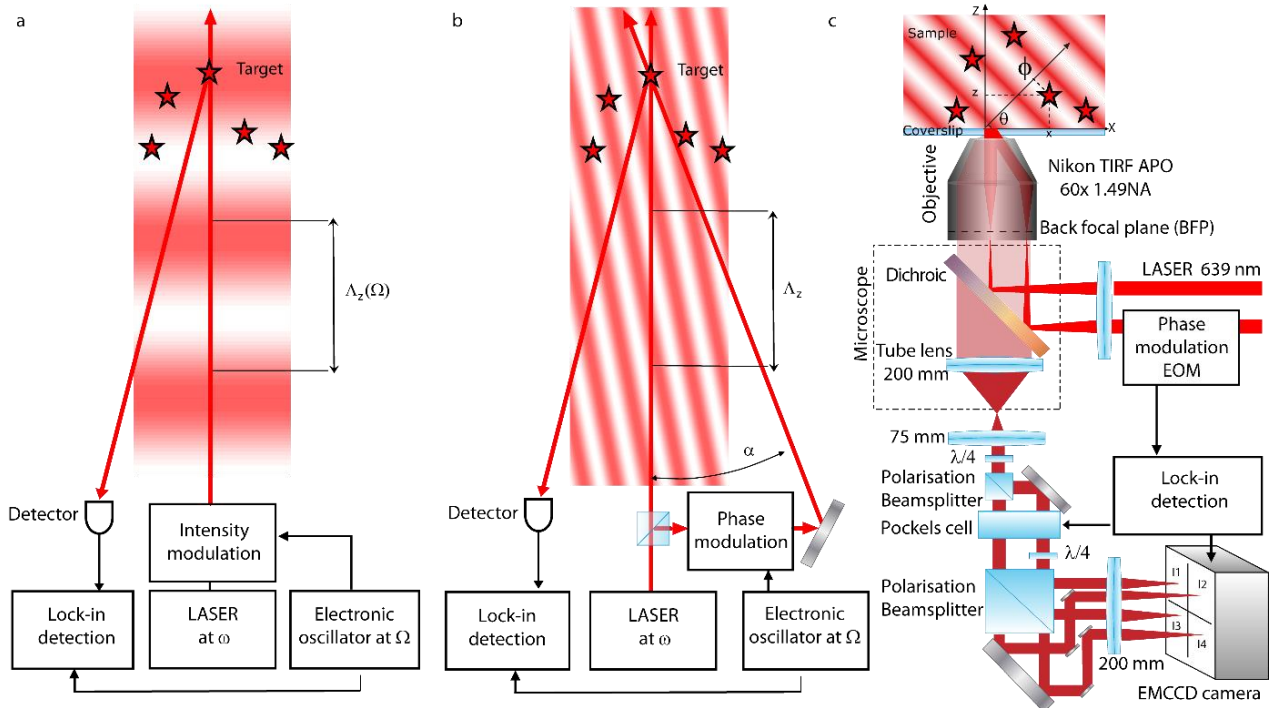 a
Target
Λz(Ω)
Detector
Intensity
modulation
Lock-in
detection
LASER
at ω
Electronic
oscillator at Ω
b
Target
Λz
α
Detector
Phase
modulation
Lock-in
detection
LASER
at ω
Electronic
oscillator at Ω
c
z
Sample
ϕ
z
θ
x
X
Coverslip
Objective
Nikon TIRF APO
60x 1.49NA
Back focal plane (BFP)
Microscope
Dichroic
LASER 639 nm
Phase
modulation
EOM
Tube lens
200 mm
75 mm
λ/4
Polarisation
Beamsplitter
Lock-in
detection
Pockels cell
λ/4
Polarisation
Beamsplitter
I1
I2
I3
I4
200 mm
EMCCD camera